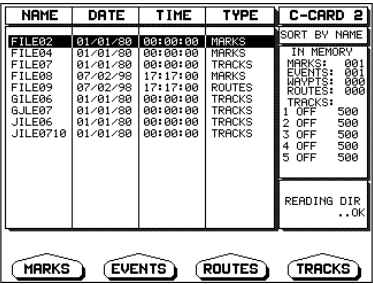 NAME DATE TIME TYPE C-CARD 2
FILE02 01/01/80 00:00:00 MARKS
FILE04 01/01/80 00:00:00 MARKS
FILE07 01/01/80 00:00:00 TRACKS
FILE08 07/02/98 17:17:00 MARKS
FILE09 07/02/98 17:17:00 ROUTES
GILE06 01/01/80 00:00:00 TRACKS
GJLE07 01/01/80 00:00:00 TRACKS
JILE06 01/01/80 00:00:00 TRACKS
JILE0710 01/01/80 00:00:00 TRACKS
SORT BY NAME
IN MEMORY
MARKS: 001
EVENTS: 001
WAYPTS: 000
ROUTES: 000
TRACKS:
1 OFF 500
2 OFF 500
3 OFF 500
4 OFF 500
5 OFF 500
READING DIR
..OK
MARKS EVENTS ROUTES TRACKS